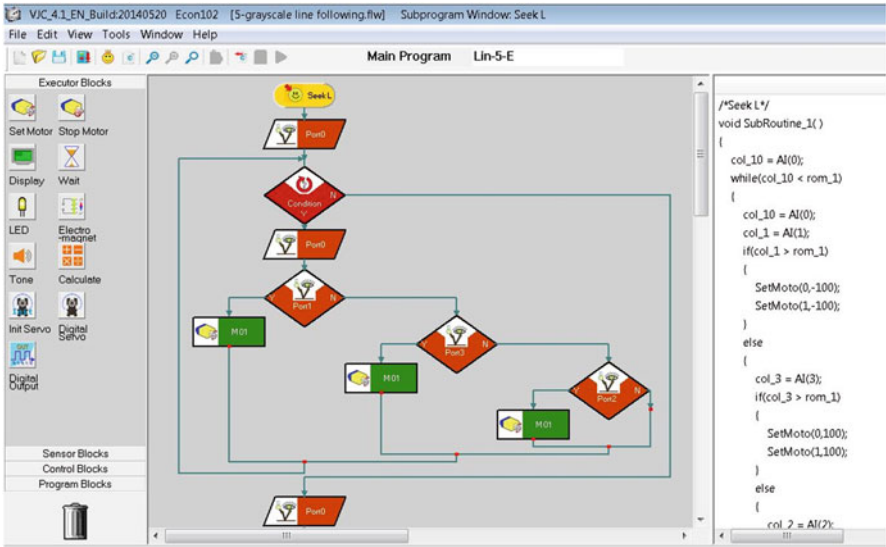 VJC_4.1_EN_Build:20140520 Econ102 [5-grayscale line following.flw] Subprogram Window: Seek L
File Edit View Tools Window Help
Main Program Lin-5-E
Executor Blocks
Set Motor Stop Motor
Display Wait
LED Electro
-magnet
Tone Calculate
Init Servo Digital
Servo
OUT
Digital
Output
Sensor Blocks
Control Blocks
Program Blocks
Seek L
Port0
Condition
N
Y
Port0
Y Port1 N
M01
Y Port3 N
M01
Y Port2 N
M01
Port0
/*Seek L*/
void SubRoutine_1( )
{
col_10 = AI(0);
while(col_10 < rom_1)
{
col_10 = AI(0);
col_1 = AI(1);
if(col_1 > rom_1)
{
SetMoto(0,-100);
SetMoto(1,-100);
}
else
{
col_3 = AI(3);
if(col_3 > rom_1)
{
SetMoto(0,100);
SetMoto(1,100);
}
else
{
col_2 = AI(2);